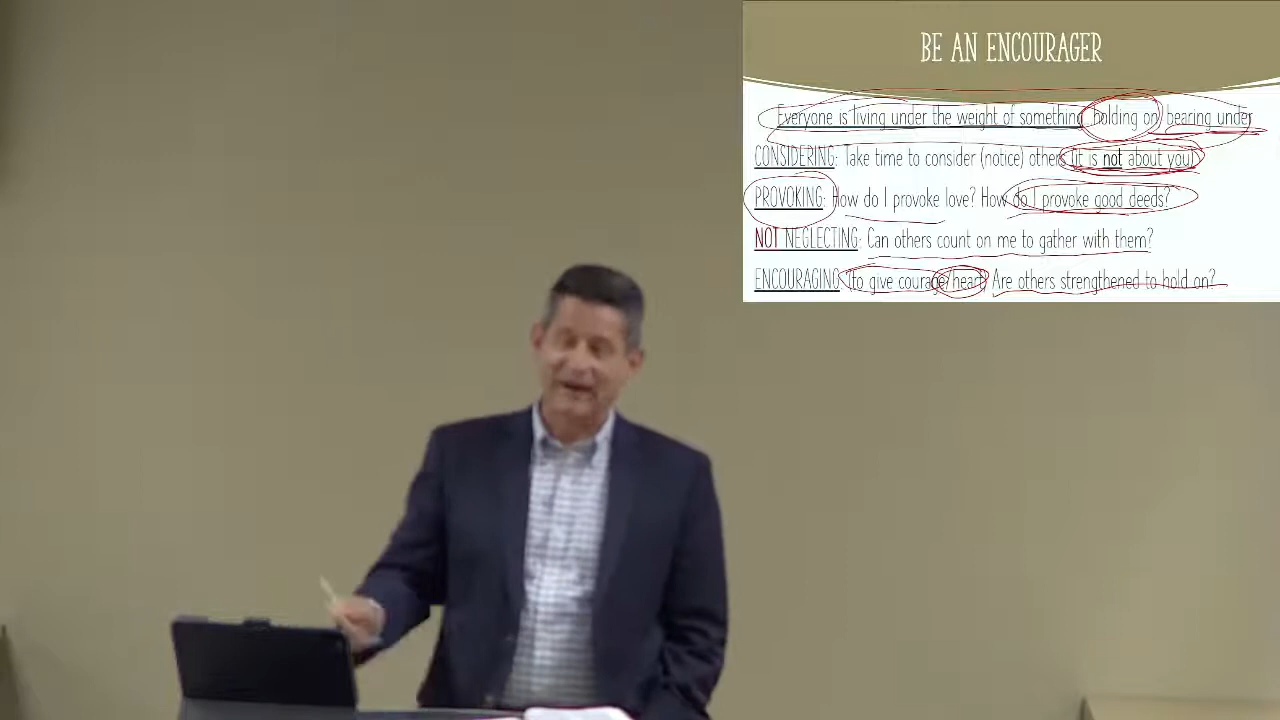 BE AN ENCOURAGER
Everyone is living under the weight of something holding on bearing under
CONSIDERING: Take time to consider (notice) others (it is not about you)
PROVOKING: How do I provoke love? How do I provoke good deeds?
NOT NEGLECTING: Can others count on me to gather with them?
ENCOURAGING "to give courage/heart" Are others strengthened to hold on?